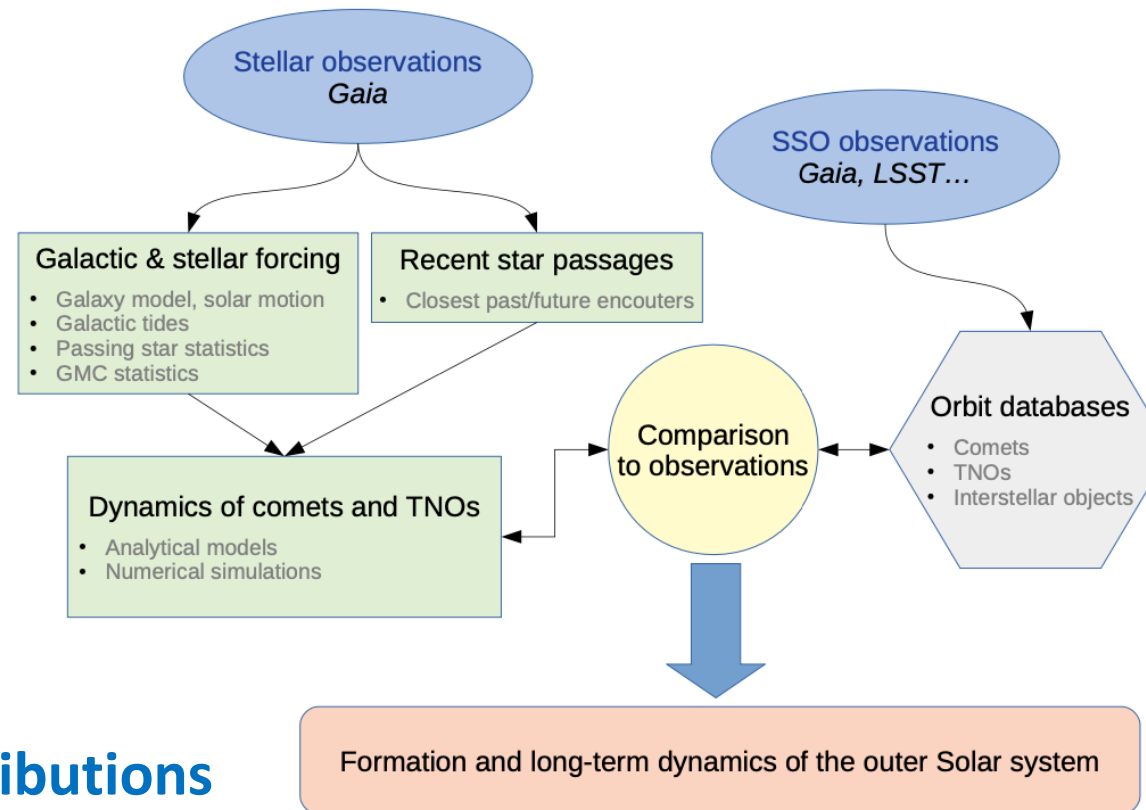 Stellar observations
Gaia
SSO observations
Gaia, LSST...
Galactic & stellar forcing
• Galaxy model, solar motion
• Galactic tides
• Passing star statistics
• GMC statistics
Recent star passages
• Closest past/future encouters
Orbit databases
• Comets
• TNOs
• Interstellar objects
Comparison
to observations
Dynamics of comets and TNOs
• Analytical models
• Numerical simulations
Formation and long-term dynamics of the outer Solar system
ibutions